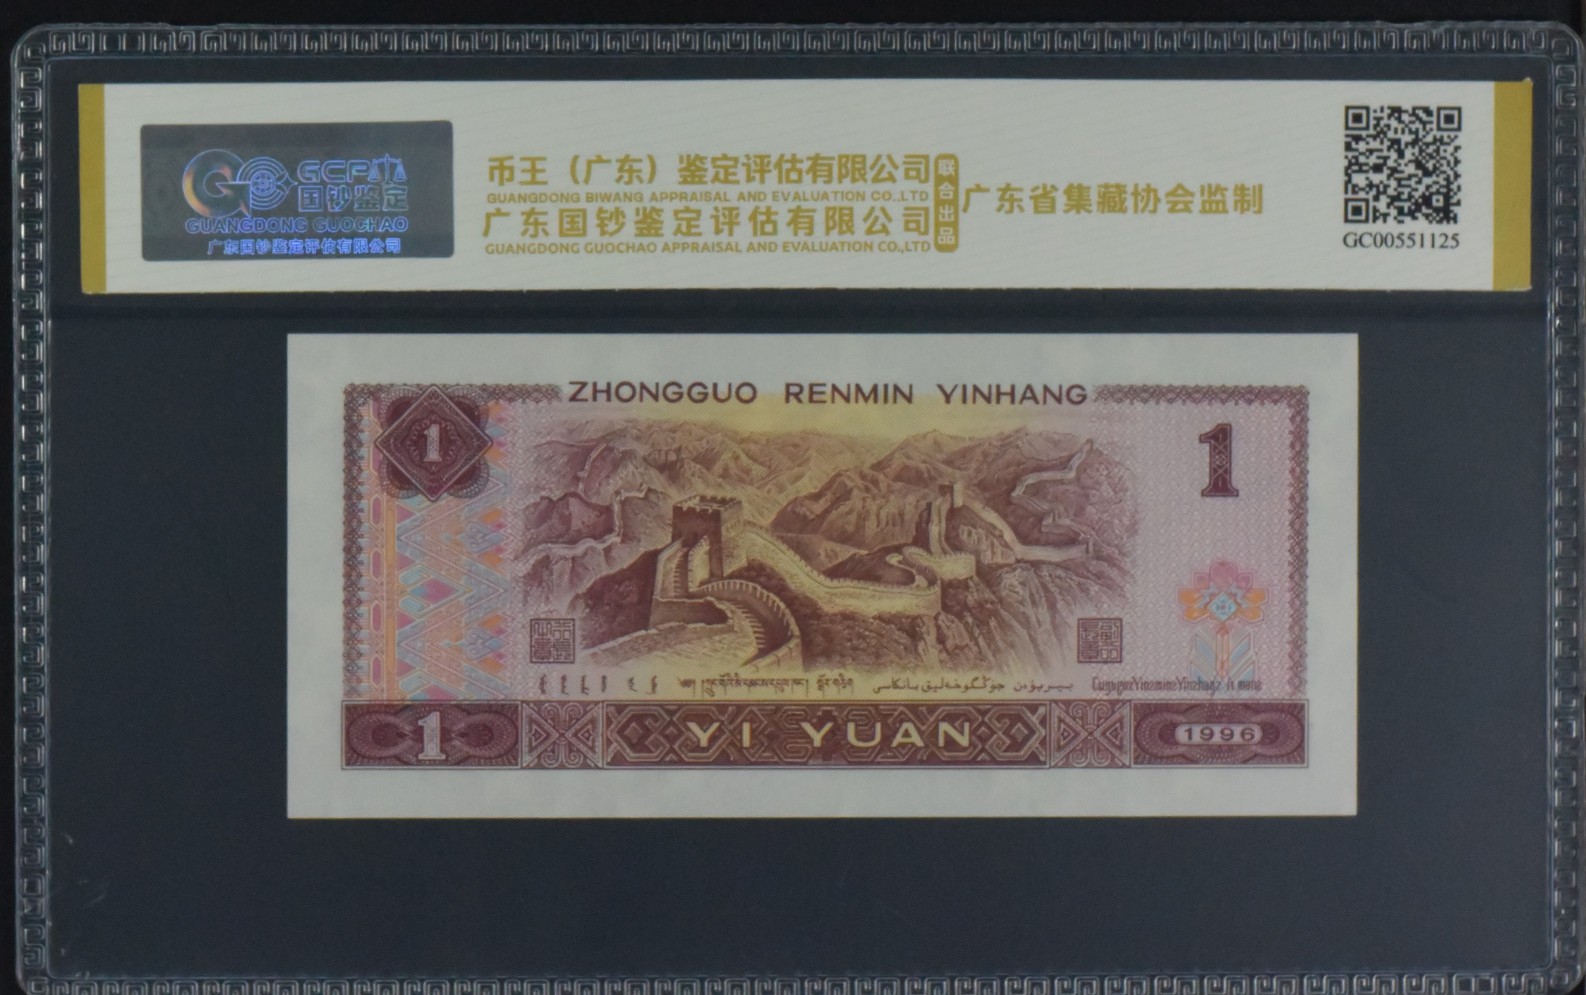 GCF
国钞鉴定
GUANGDONG GUOCHAO
广东国钞鉴定评估有限公司
币王（广东）鉴定评估有限公司
GUANGDONG BIWANG APPRAISAL AND EVALUATION CO.,LTD
广东国钞鉴定评估有限公司
GUANGDONG GUOCHAO APPRAISAL AND EVALUATION CO.,LTD
联合出品
广东省集藏协会监制
GC00551125
ZHONGGUO RENMIN YINHANG
1
1
1
YI YUAN
1996